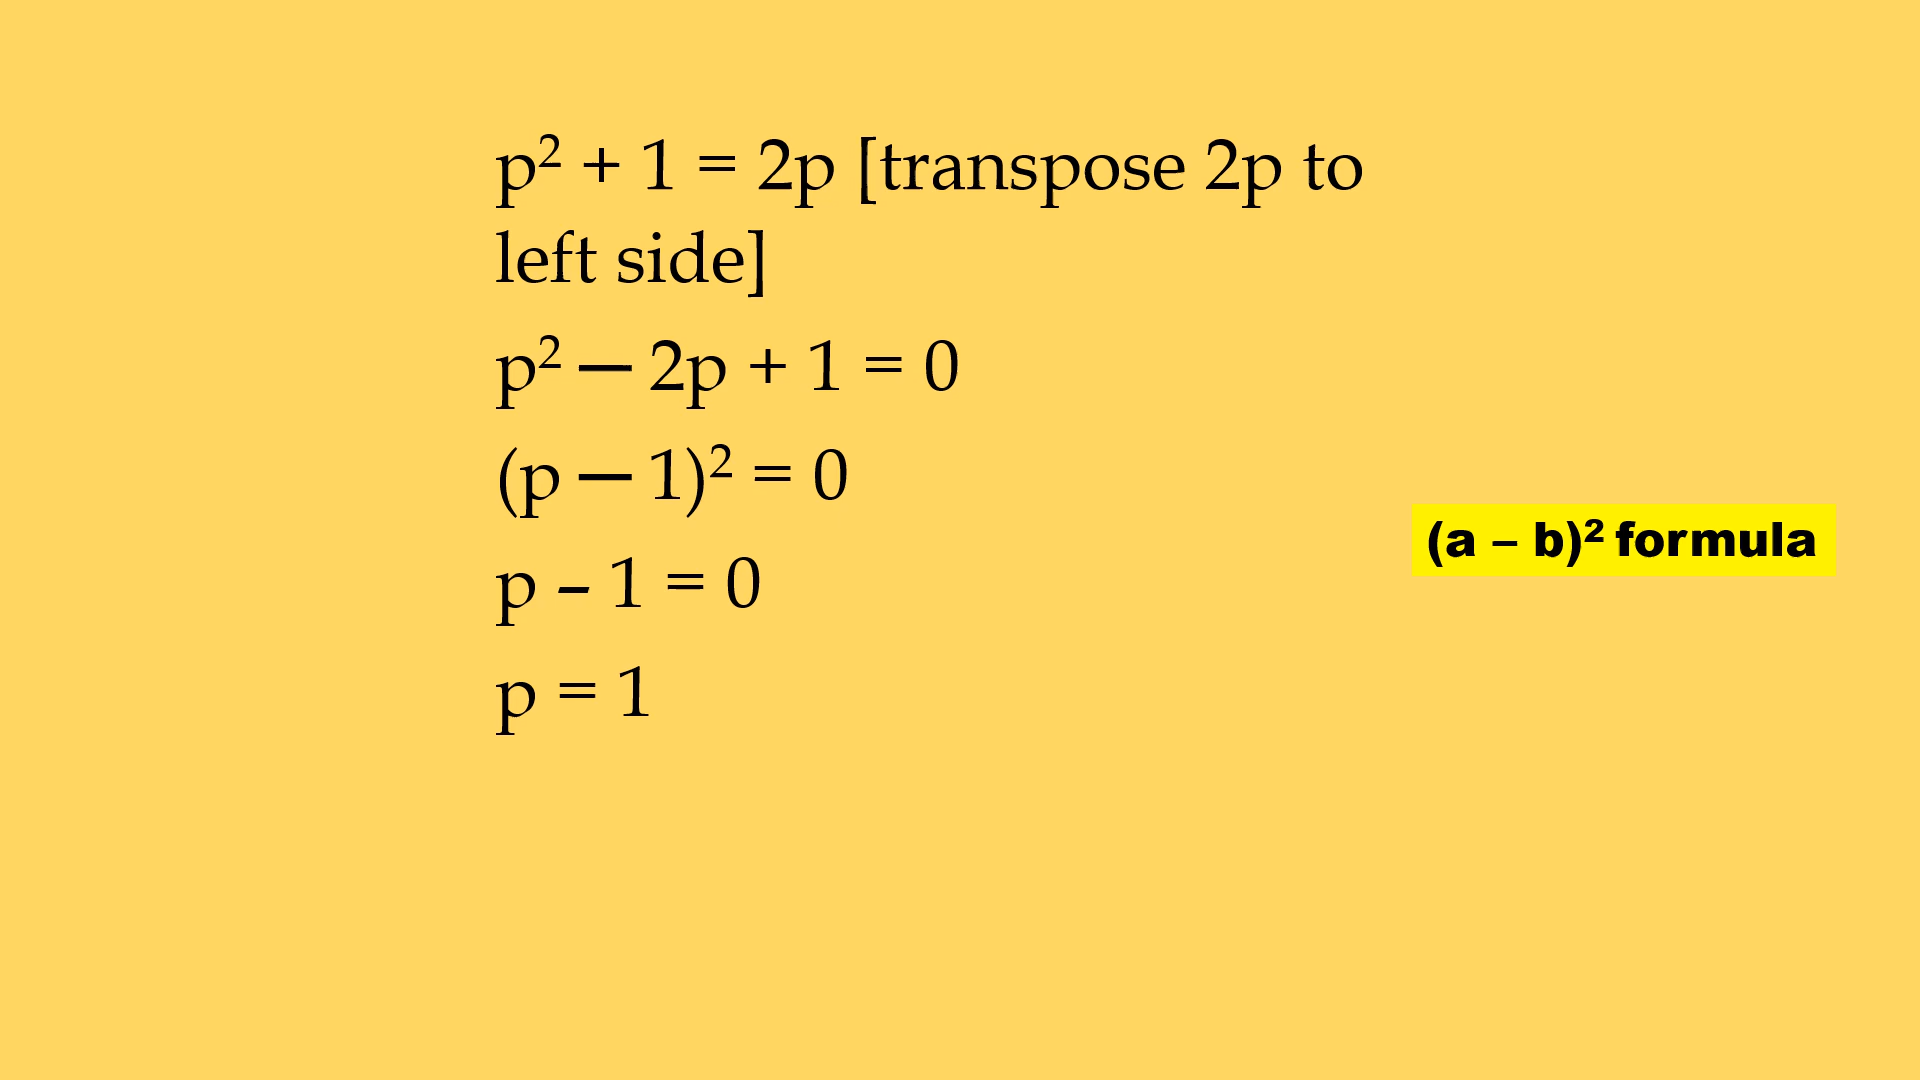 p² + 1 = 2p [transpose 2p to
left side]
p² — 2p + 1 = 0
(p — 1)² = 0
(a – b)² formula
p – 1 = 0
p = 1